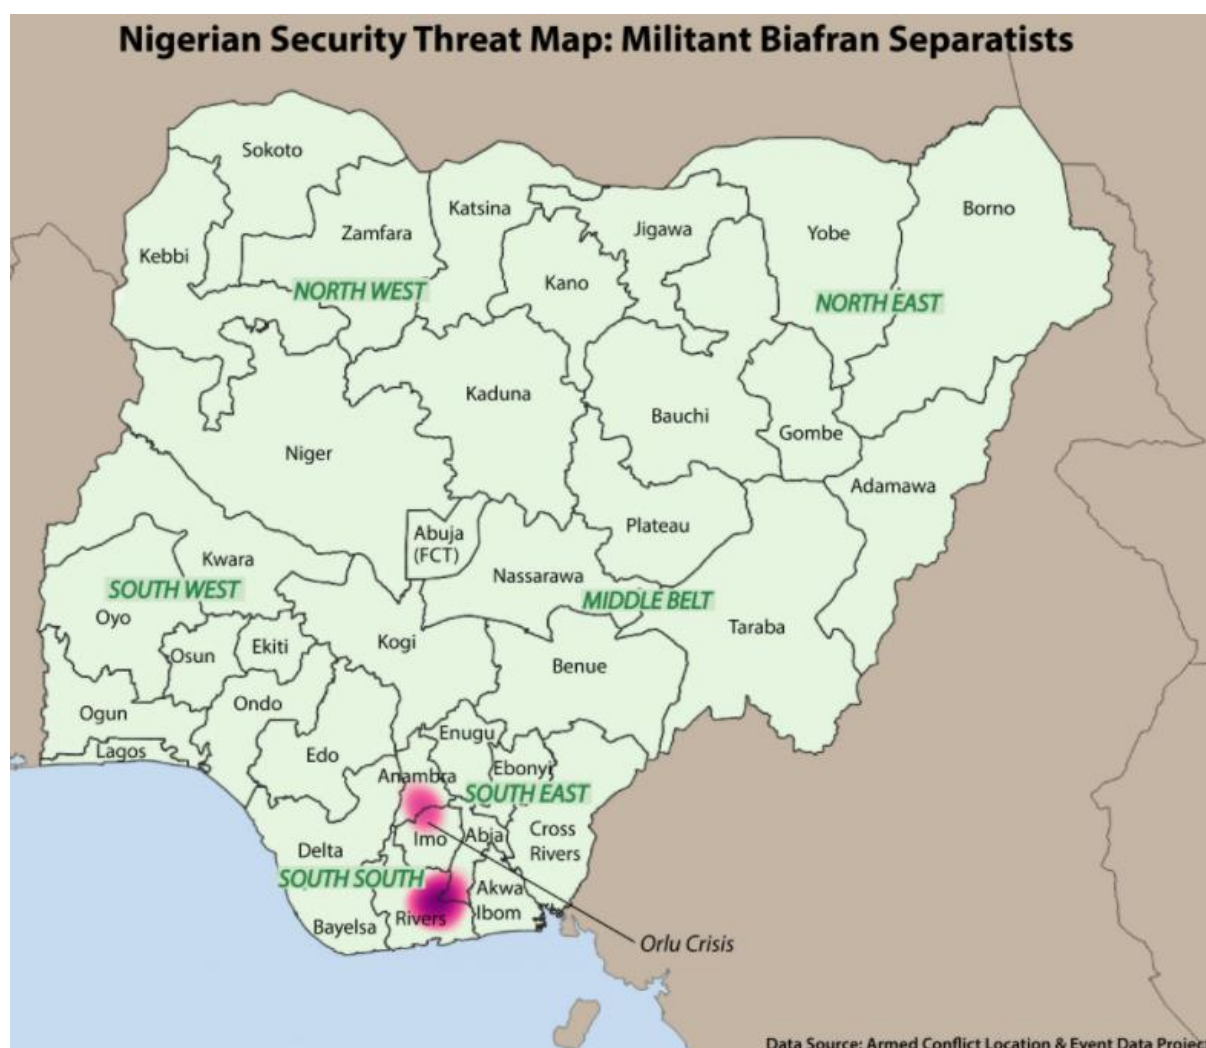 Nigerian Security Threat Map: Militant Biafran Separatists
Sokoto
Katsina
Borno
Zamfara
Jigawa
Yobe
Kebbi
Kano
NORTH WEST
NORTH EAST
Kaduna
Bauchi
Gombe
Niger
Adamawa
Plateau
Abuja
(FCT)
Kwara
Nassarawa
SOUTH WEST
MIDDLE BELT
Oyo
Taraba
Kogi
Ekiti
Osun
Benue
Ondo
Ogun
Enugu
Lagos
Edo
Ebonyi
Anambra
SOUTH EAST
Cross
Rivers
Imo
Abia
Delta
SOUTH SOUTH
Akwa
Ibom
Rivers
Bayelsa
Orlu Crisis
Data Source: Armed Conflict Location & Event Data Projec